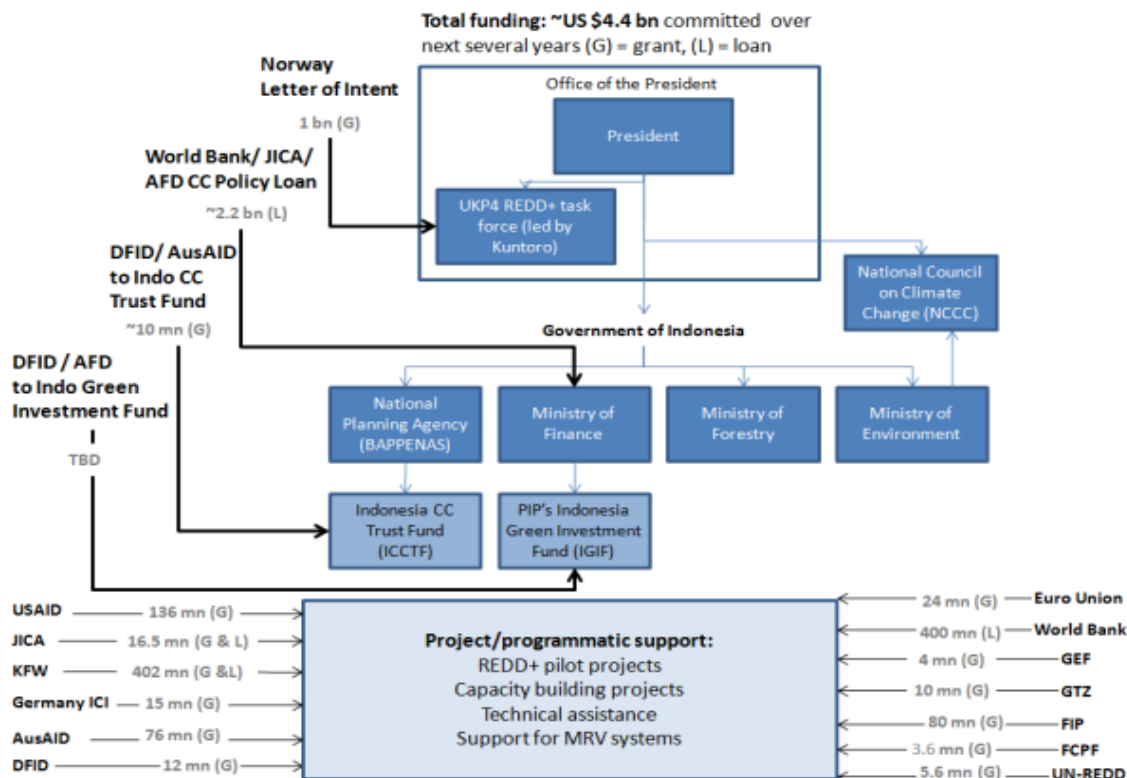 Total funding: ~US $4.4 bn committed over
next several years (G) = grant, (L) = loan
Norway
Letter of Intent
1 bn (G)
Office of the President
President
World Bank/ JICA/
AFD CC Policy Loan
~2.2 bn (L)
UKP4 REDD+ task
force (led by
Kuntoro)
DFID/ AusAID
to Indo CC
Trust Fund
~10 mn (G)
National Council
on Climate
Change (NCCC)
Government of Indonesia
DFID / AFD
to Indo Green
Investment Fund
TBD
National
Planning Agency
(BAPPENAS)
Ministry of
Finance
Ministry of
Forestry
Ministry of
Environment
Indonesia CC
Trust Fund
(ICCTF)
PIP's Indonesia
Green Investment
Fund (IGIF)
USAID 136 mn (G)
JICA 16.5 mn (G & L)
KFW 402 mn (G &L)
Germany ICI 15 mn (G)
AusAID 76 mn (G)
DFID 12 mn (G)
Project/programmatic support:
REDD+ pilot projects
Capacity building projects
Technical assistance
Support for MRV systems
24 mn (G) Euro Union
400 mn (L) World Bank
4 mn (G) GEF
10 mn (G) GTZ
80 mn (G) FIP
3.6 mn (G) FCPF
5.6 mn (G) UN-REDD